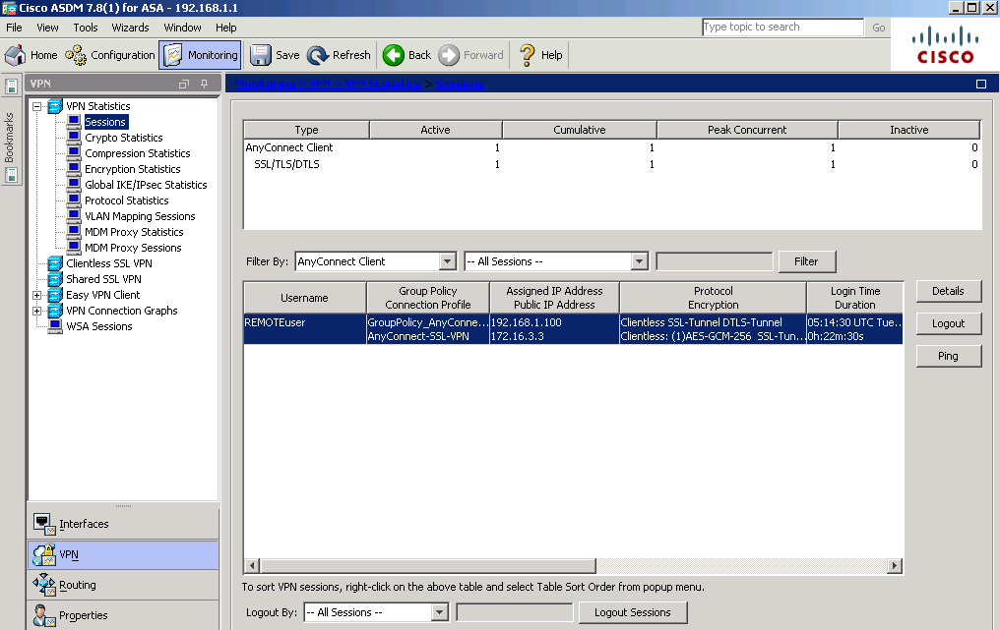 Cisco ASDM 7.8(1) for ASA - 192.168.1.1
File View Tools Wizards Window Help
Type topic to search Go
CISCO
Home Configuration Monitoring Save Refresh Back Forward Help
Bookmarks
VPN
Monitoring > VPN > VPN Statistics > Sessions
VPN Statistics
Sessions
Crypto Statistics
Compression Statistics
Encryption Statistics
Global IKE/IPsec Statistics
Protocol Statistics
VLAN Mapping Sessions
MDM Proxy Statistics
MDM Proxy Sessions
Clientless SSL VPN
Shared SSL VPN
Easy VPN Client
VPN Connection Graphs
WSA Sessions
Interfaces
VPN
Routing
Properties
Type Active Cumulative Peak Concurrent Inactive
AnyConnect Client 1 1 1 0
SSL/TLS/DTLS 1 1 1 0
Filter By: AnyConnect Client -- All Sessions -- Filter
Username Group Policy Assigned IP Address Protocol Login Time
Connection Profile Public IP Address Encryption Duration
REMOTEuser GroupPolicy_AnyConne... 192.168.1.100 Clientless SSL-Tunnel DTLS-Tunnel 05:14:30 UTC Tue...
AnyConnect-SSL-VPN 172.16.3.3 Clientless: (1)AES-GCM-256 SSL-Tun... 0h:22m:30s
Details
Logout
Ping
To sort VPN sessions, right-click on the above table and select Table Sort Order from popup menu.
Logout By: -- All Sessions -- Logout Sessions